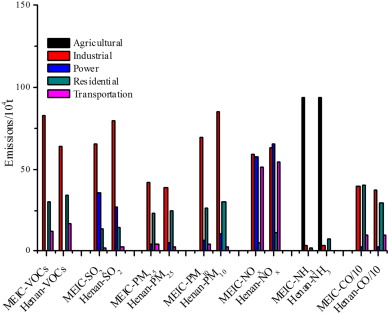 150
100
50
0
Emissions/10⁴t
Agricultural
Industrial
Power
Residential
Transportation
MEIC-VOCs
Henan-VOCs
MEIC-SO₂
Henan-SO₂
MEIC-PM₂.₅
Henan-PM₂.₅
MEIC-PM₁₀
Henan-PM₁₀
MEIC-NOₓ
Henan-NOₓ
MEIC-NH₃
Henan-NH₃
MEIC-CO/10
Henan-CO/10